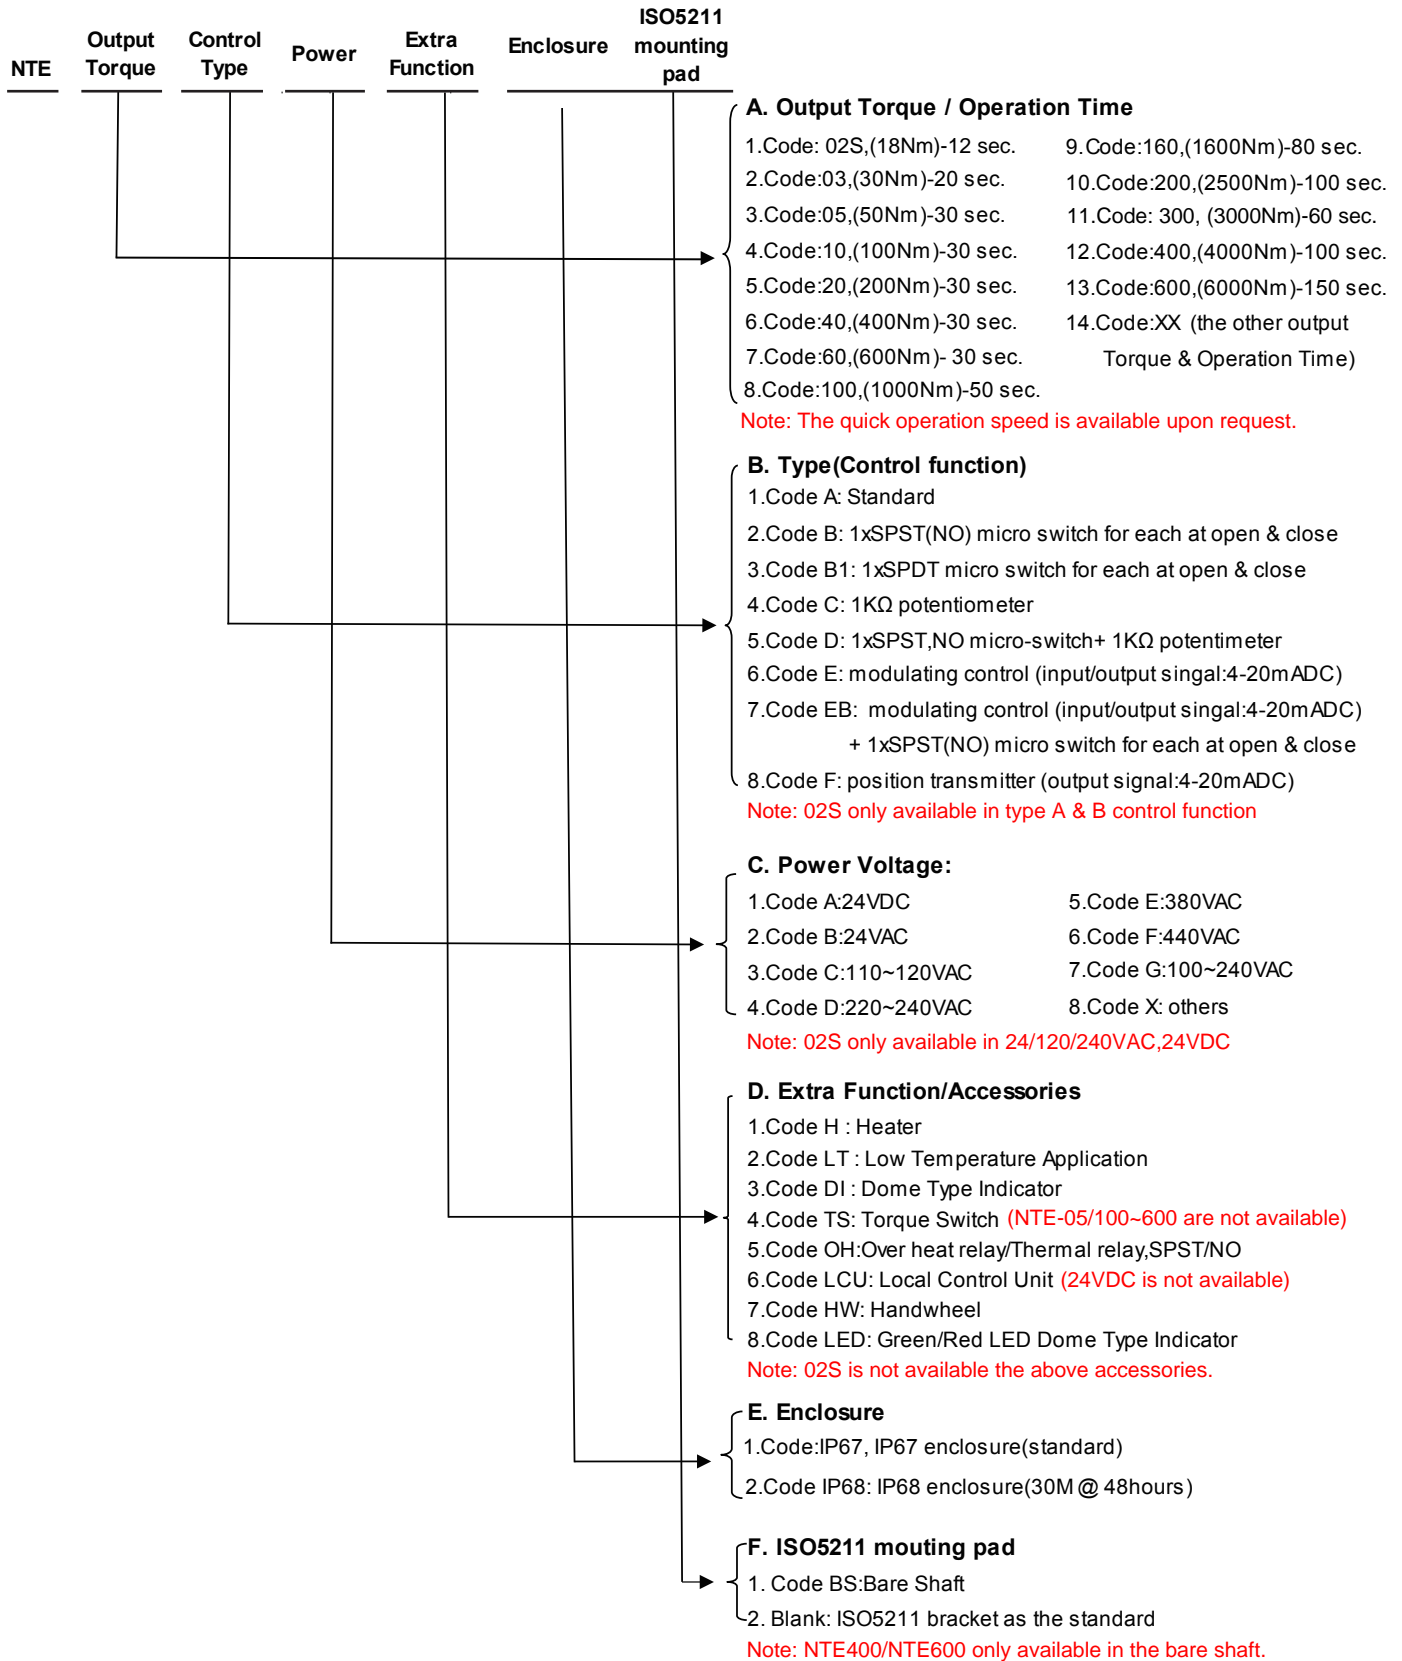 NTE
Output
Torque
Control
Type
Power
Extra
Function
Enclosure
ISO5211
mounting
pad
A. Output Torque / Operation Time
1.Code: 02S,(18Nm)-12 sec.
2.Code:03,(30Nm)-20 sec.
3.Code:05,(50Nm)-30 sec.
4.Code:10,(100Nm)-30 sec.
5.Code:20,(200Nm)-30 sec.
6.Code:40,(400Nm)-30 sec.
7.Code:60,(600Nm)- 30 sec.
8.Code:100,(1000Nm)-50 sec.
9.Code:160,(1600Nm)-80 sec.
10.Code:200,(2500Nm)-100 sec.
11.Code: 300, (3000Nm)-60 sec.
12.Code:400,(4000Nm)-100 sec.
13.Code:600,(6000Nm)-150 sec.
14.Code:XX (the other output
Torque & Operation Time)
Note: The quick operation speed is available upon request.
B. Type(Control function)
1.Code A: Standard
2.Code B: 1xSPST(NO) micro switch for each at open & close
3.Code B1: 1xSPDT micro switch for each at open & close
4.Code C: 1KΩ potentiometer
5.Code D: 1xSPST,NO micro-switch+ 1KΩ potentimeter
6.Code E: modulating control (input/output singal:4-20mADC)
7.Code EB: modulating control (input/output singal:4-20mADC)
+ 1xSPST(NO) micro switch for each at open & close
8.Code F: position transmitter (output signal:4-20mADC)
Note: 02S only available in type A & B control function
C. Power Voltage:
1.Code A:24VDC
2.Code B:24VAC
3.Code C:110~120VAC
4.Code D:220~240VAC
5.Code E:380VAC
6.Code F:440VAC
7.Code G:100~240VAC
8.Code X: others
Note: 02S only available in 24/120/240VAC,24VDC
D. Extra Function/Accessories
1.Code H : Heater
2.Code LT : Low Temperature Application
3.Code DI : Dome Type Indicator
4.Code TS: Torque Switch (NTE-05/100~600 are not available)
5.Code OH:Over heat relay/Thermal relay,SPST/NO
6.Code LCU: Local Control Unit (24VDC is not available)
7.Code HW: Handwheel
8.Code LED: Green/Red LED Dome Type Indicator
Note: 02S is not available the above accessories.
E. Enclosure
1.Code:IP67, IP67 enclosure(standard)
2.Code IP68: IP68 enclosure(30M @ 48hours)
F. ISO5211 mouting pad
1. Code BS:Bare Shaft
2. Blank: ISO5211 bracket as the standard
Note: NTE400/NTE600 only available in the bare shaft.